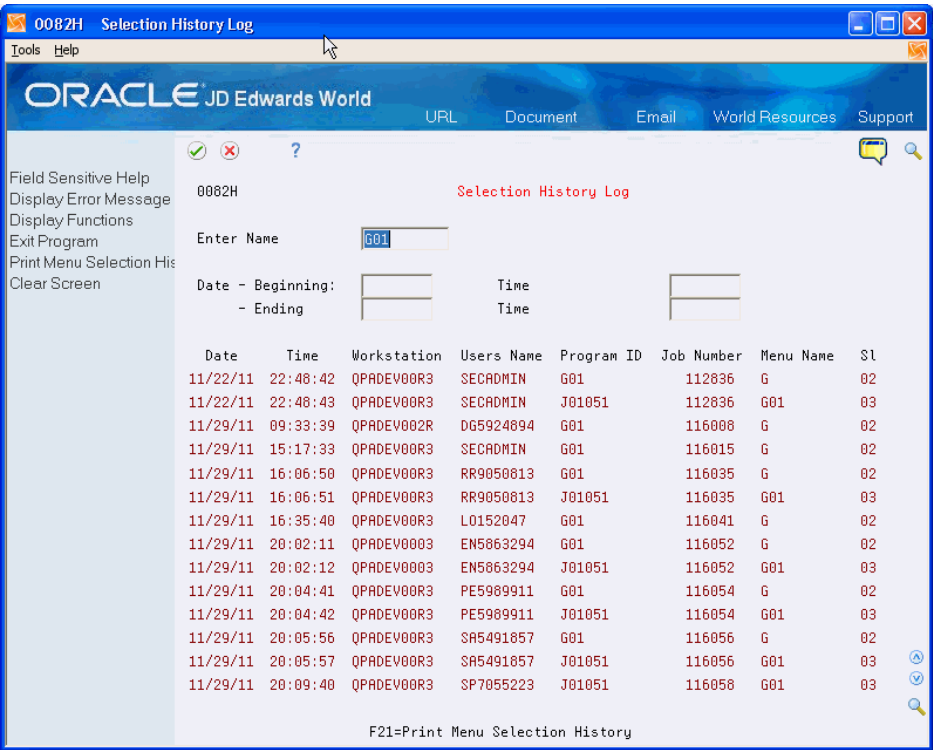 0082H Selection History Log
Tools Help
ORACLE JD Edwards World
URL Document Email World Resources Support
?
Field Sensitive Help
Display Error Message
Display Functions
Exit Program
Print Menu Selection His
Clear Screen
0082H Selection History Log
Enter Name G01
Date - Beginning: Time
- Ending Time
Date Time Workstation Users Name Program ID Job Number Menu Name Sl
11/22/11 22:48:42 QPADEV00R3 SECADMIN G01 112836 G 02
11/22/11 22:48:43 QPADEV00R3 SECADMIN J01051 112836 G01 03
11/29/11 09:33:39 QPADEV002R DG5924894 G01 116008 G 02
11/29/11 15:17:33 QPADEV00R3 SECADMIN G01 116015 G 02
11/29/11 16:06:50 QPADEV00R3 RR9050813 G01 116035 G 02
11/29/11 16:06:51 QPADEV00R3 RR9050813 J01051 116035 G01 03
11/29/11 16:35:40 QPADEV00R3 LO152047 G01 116041 G 02
11/29/11 20:02:11 QPADEV0003 EN5863294 G01 116052 G 02
11/29/11 20:02:12 QPADEV0003 EN5863294 J01051 116052 G01 03
11/29/11 20:04:41 QPADEV00R3 PE5989911 G01 116054 G 02
11/29/11 20:04:42 QPADEV00R3 PE5989911 J01051 116054 G01 03
11/29/11 20:05:56 QPADEV00R3 SA5491857 G01 116056 G 02
11/29/11 20:05:57 QPADEV00R3 SA5491857 J01051 116056 G01 03
11/29/11 20:09:40 QPADEV00R3 SP7055223 J01051 116058 G01 03
F21=Print Menu Selection History